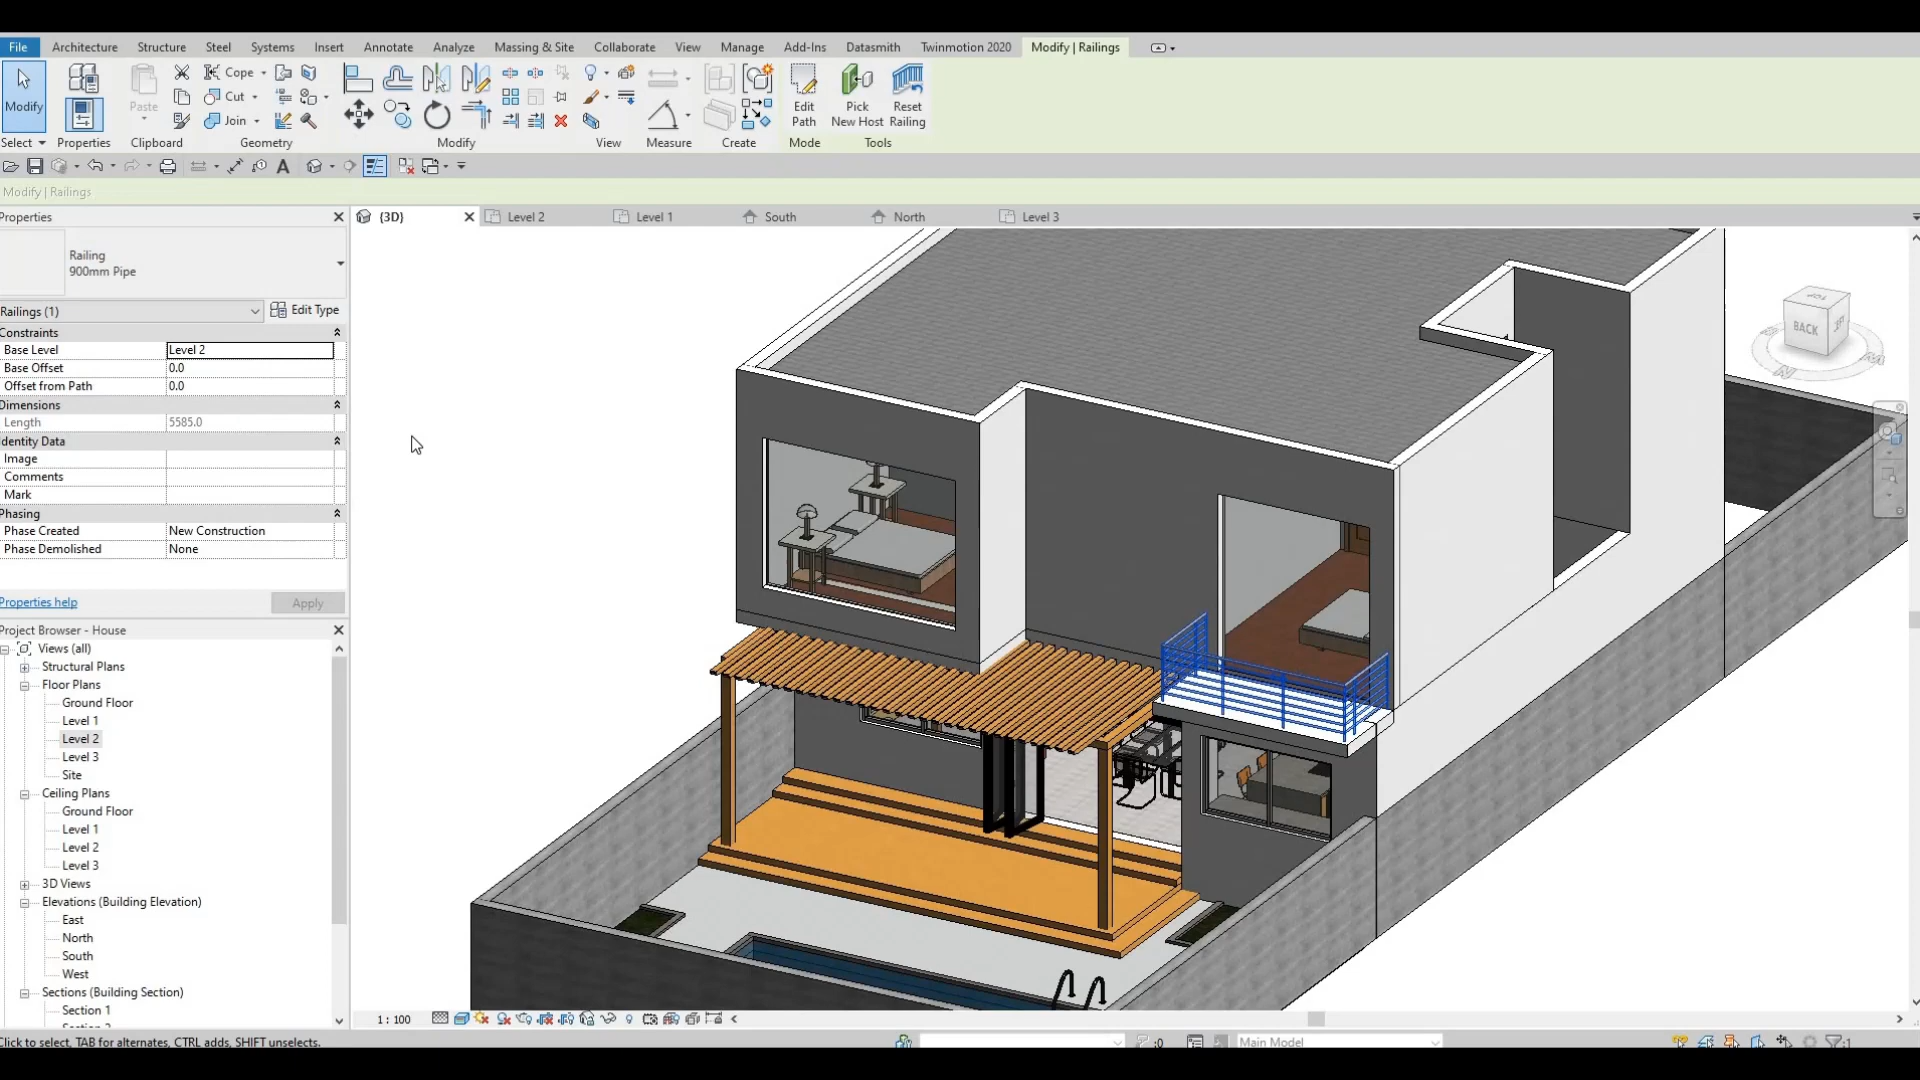 File Architecture Structure Steel Systems Insert Annotate Analyze Massing & Site Collaborate View Manage Add-Ins Datasmith Twinmotion 2020 Modify | Railings
Cope
Cut
Join
Modify
Paste
Edit Path
Pick New Host
Reset Railing
Select Properties Clipboard Geometry Modify View Measure Create Mode Tools
Modify | Railings
Properties
{3D} Level 2 Level 1 South North Level 3
Railing
900mm Pipe
Railings (1) Edit Type
Constraints
Base Level Level 2
Base Offset 0.0
Offset from Path 0.0
Dimensions
Length 5585.0
Identity Data
Image
Comments
Mark
Phasing
Phase Created New Construction
Phase Demolished None
Properties help Apply
Project Browser - House
Views (all)
Structural Plans
Floor Plans
Ground Floor
Level 1
Level 2
Level 3
Site
Ceiling Plans
Ground Floor
Level 1
Level 2
Level 3
3D Views
Elevations (Building Elevation)
East
North
South
West
Sections (Building Section)
Section 1
TOP
BACK
N
1 : 100
Click to select, TAB for alternates, CTRL adds, SHIFT unselects.
:0
Main Model
:1